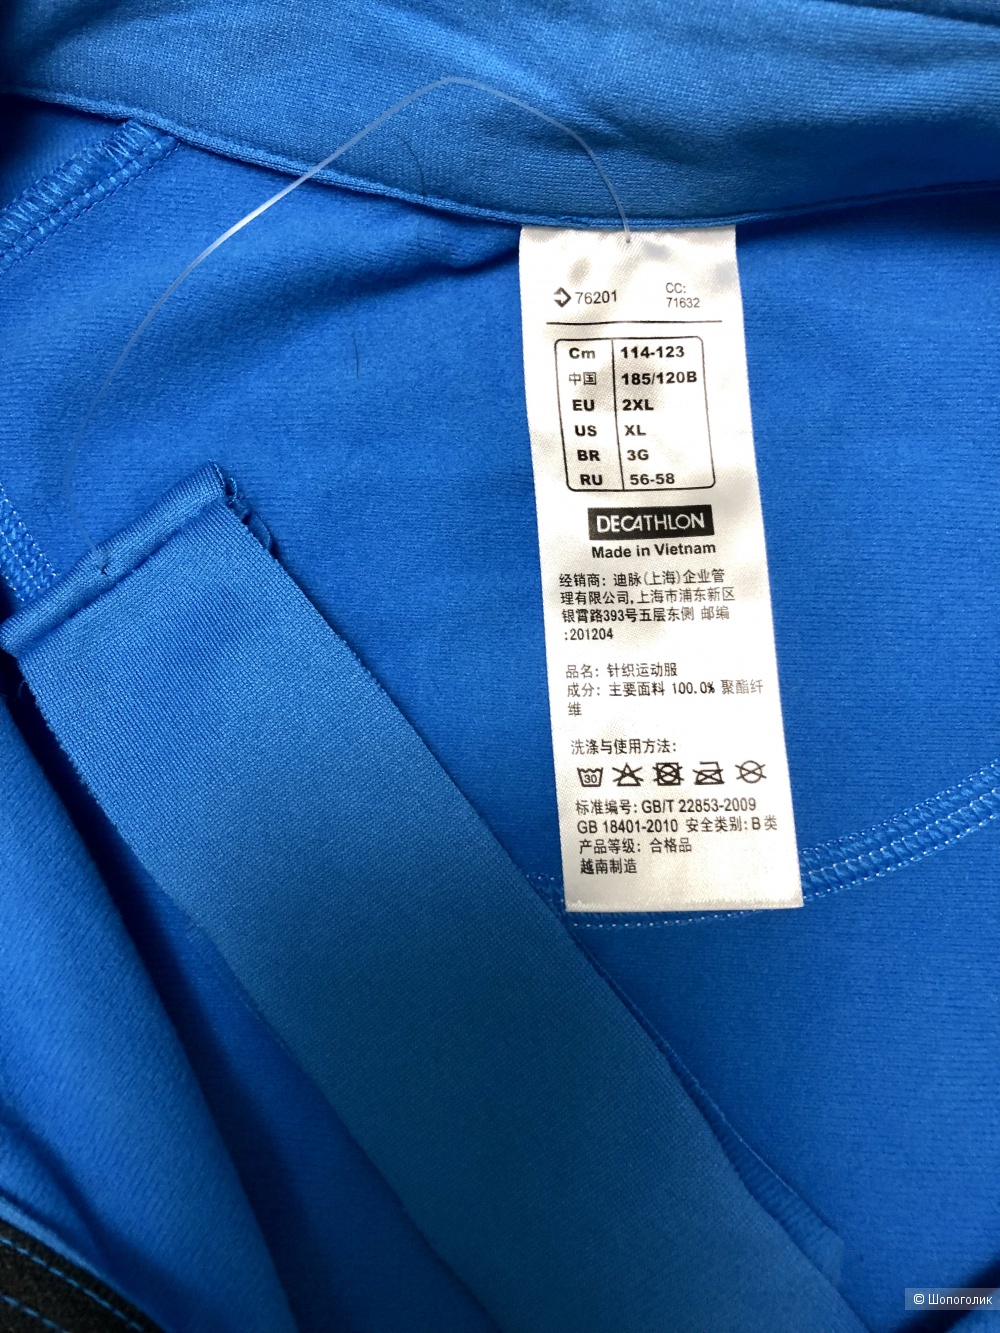 76201
CC:
71632
Cm 114-123
中国 185/120B
EU 2XL
US XL
BR 3G
RU 56-58
DECATHLON
Made in Vietnam
经销商: 迪脉(上海)企业管
理有限公司,上海市浦东新区
银霄路393号五层东侧 邮编
:201204
品名: 针织运动服
成分: 主要面料 100.0% 聚酯纤
维
洗涤与使用方法:
30
标准编号: GB/T 22853-2009
GB 18401-2010 安全类别: B 类
产品等级: 合格品
越南制造
© Шопоголик